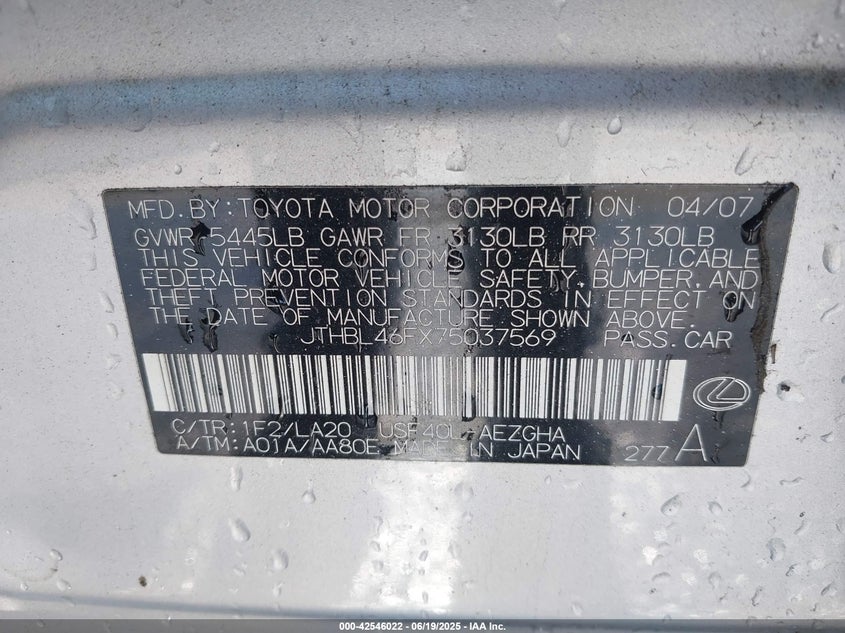 MFD.BY:TOYOTA MOTOR CORPORATION 04/07
GVWR 5445LB GAWR FR 3130LB RR 3130LB
THIS VEHICLE CONFORMS TO ALL APPLICABLE
FEDERAL MOTOR VEHICLE SAFETY, BUMPER, AND
THEFT PREVENTION STANDARDS IN EFFECT ON
THE DATE OF MANUFACTURE SHOWN ABOVE.
JTHBL46FX75037569 PASS.CAR
C/TR:1F2/LA20 USF40L-AEZGHA
A/TM:A01A/AA80E MADE IN JAPAN 277 A
000-42546022 - 06/19/2025 - IAA Inc.